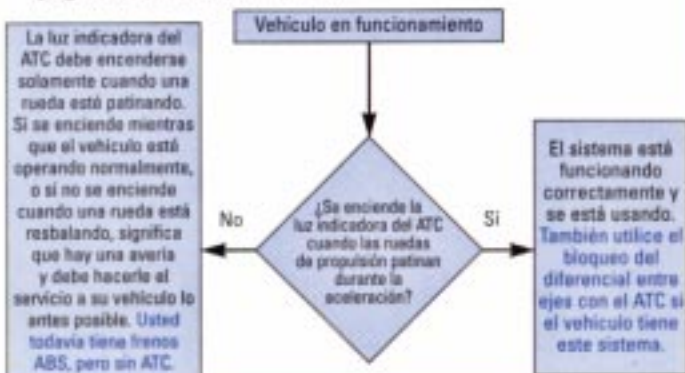 Vehículo en funcionamiento
La luz indicadora del
ATC debe encenderse
solamente cuando una
rueda está patinando.
Si se enciende mientras
que el vehículo está
operando normalmente,
o si no se enciende
cuando una rueda está
resbalando, significa
que hay una avería
y debe hacerle el
servicio a su vehículo lo
antes posible. Usted
todavía tiene frenos
ABS, pero sin ATC.
No
¿Se enciende la
luz indicadora del ATC
cuando las ruedas
de propulsión patinan
durante la
aceleración?
Si
El sistema está
funcionando
correctamente y
se está usando.
También utilice el
bloqueo del
diferencial entre
ejes con el ATC si
el vehículo tiene
este sistema.